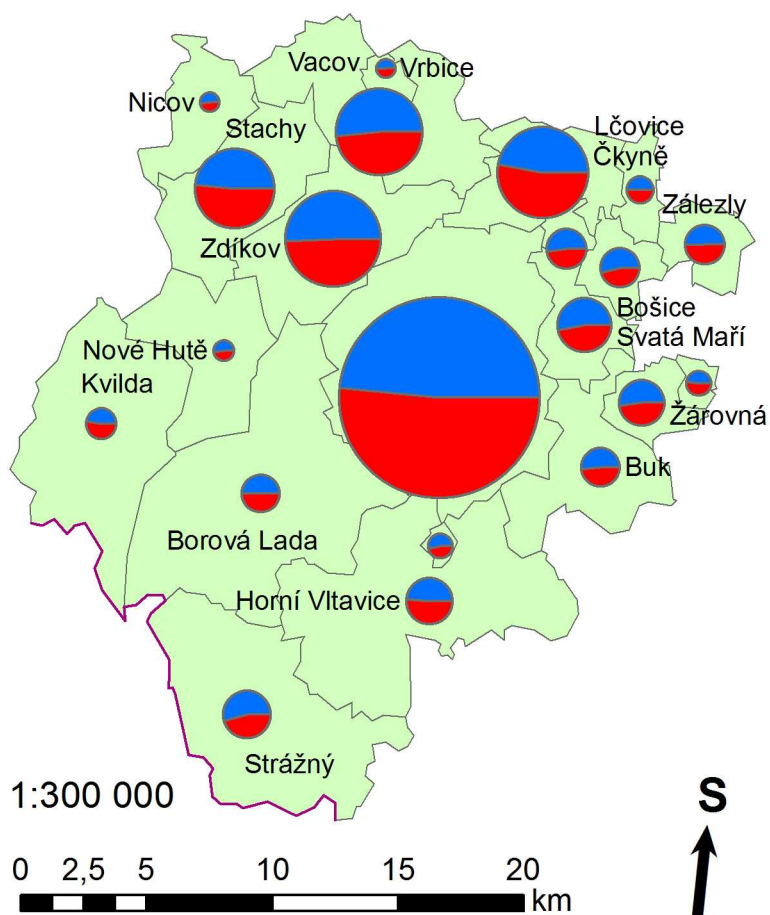 Vacov
Vrbice
Nicov
Stachy
Lčovice
Čkyně
Zálezly
Zdíkov
Bošice
Svatá Maří
Nové Hutě
Kvilda
Žárovná
Buk
Borová Lada
Horní Vltavice
Strážný
1:300 000
S
0 2,5 5 10 15 20
km